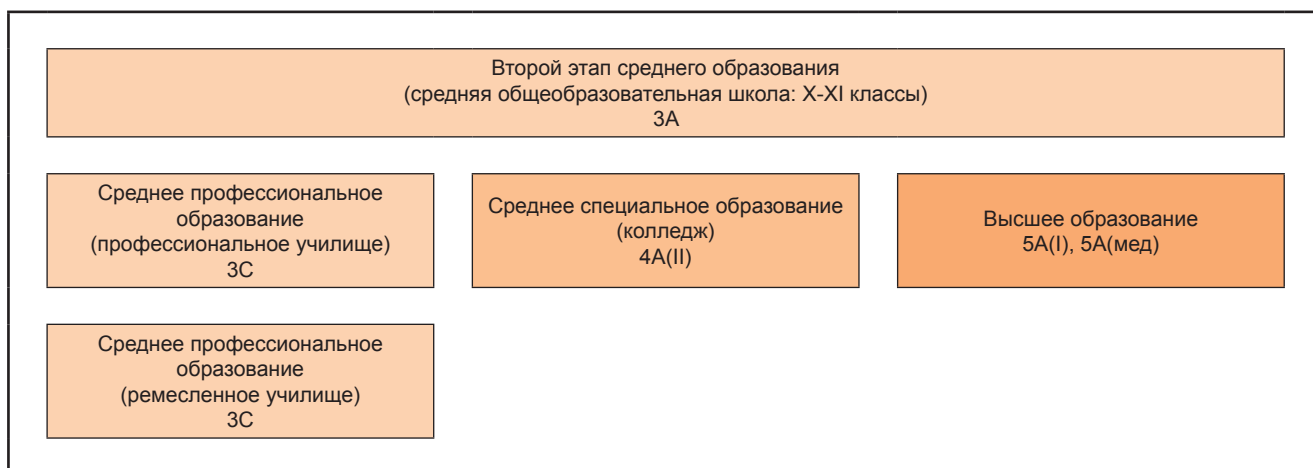 Второй этап среднего образования
(средняя общеобразовательная школа: X-XI классы)
3A
Среднее профессиональное
образование
(профессиональное училище)
3C
Среднее специальное образование
(колледж)
4A(II)
Высшее образование
5A(I), 5A(мед)
Среднее профессиональное
образование
(ремесленное училище)
3C